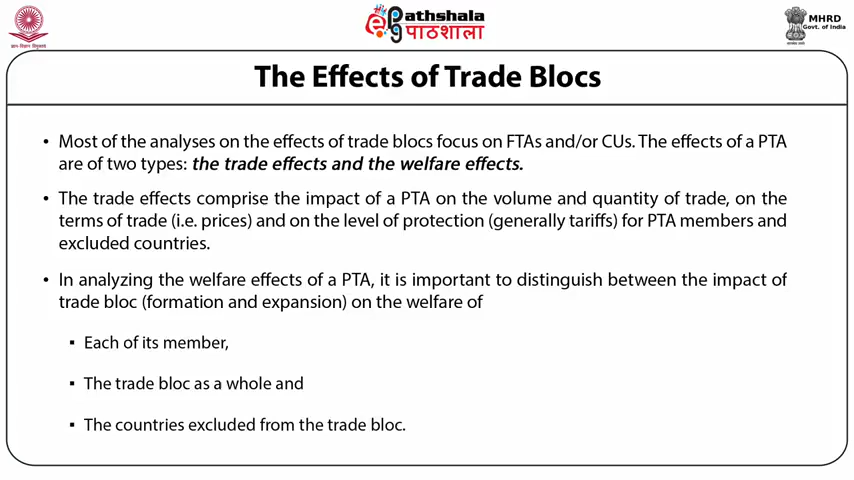 ePathshala
पाठशाला
MHRD
Govt. of India
The Effects of Trade Blocs
• Most of the analyses on the effects of trade blocs focus on FTAs and/or CUs. The effects of a PTA
are of two types: the trade effects and the welfare effects.
• The trade effects comprise the impact of a PTA on the volume and quantity of trade, on the
terms of trade (i.e. prices) and on the level of protection (generally tariffs) for PTA members and
excluded countries.
• In analyzing the welfare effects of a PTA, it is important to distinguish between the impact of
trade bloc (formation and expansion) on the welfare of
▪ Each of its member,
▪ The trade bloc as a whole and
▪ The countries excluded from the trade bloc.